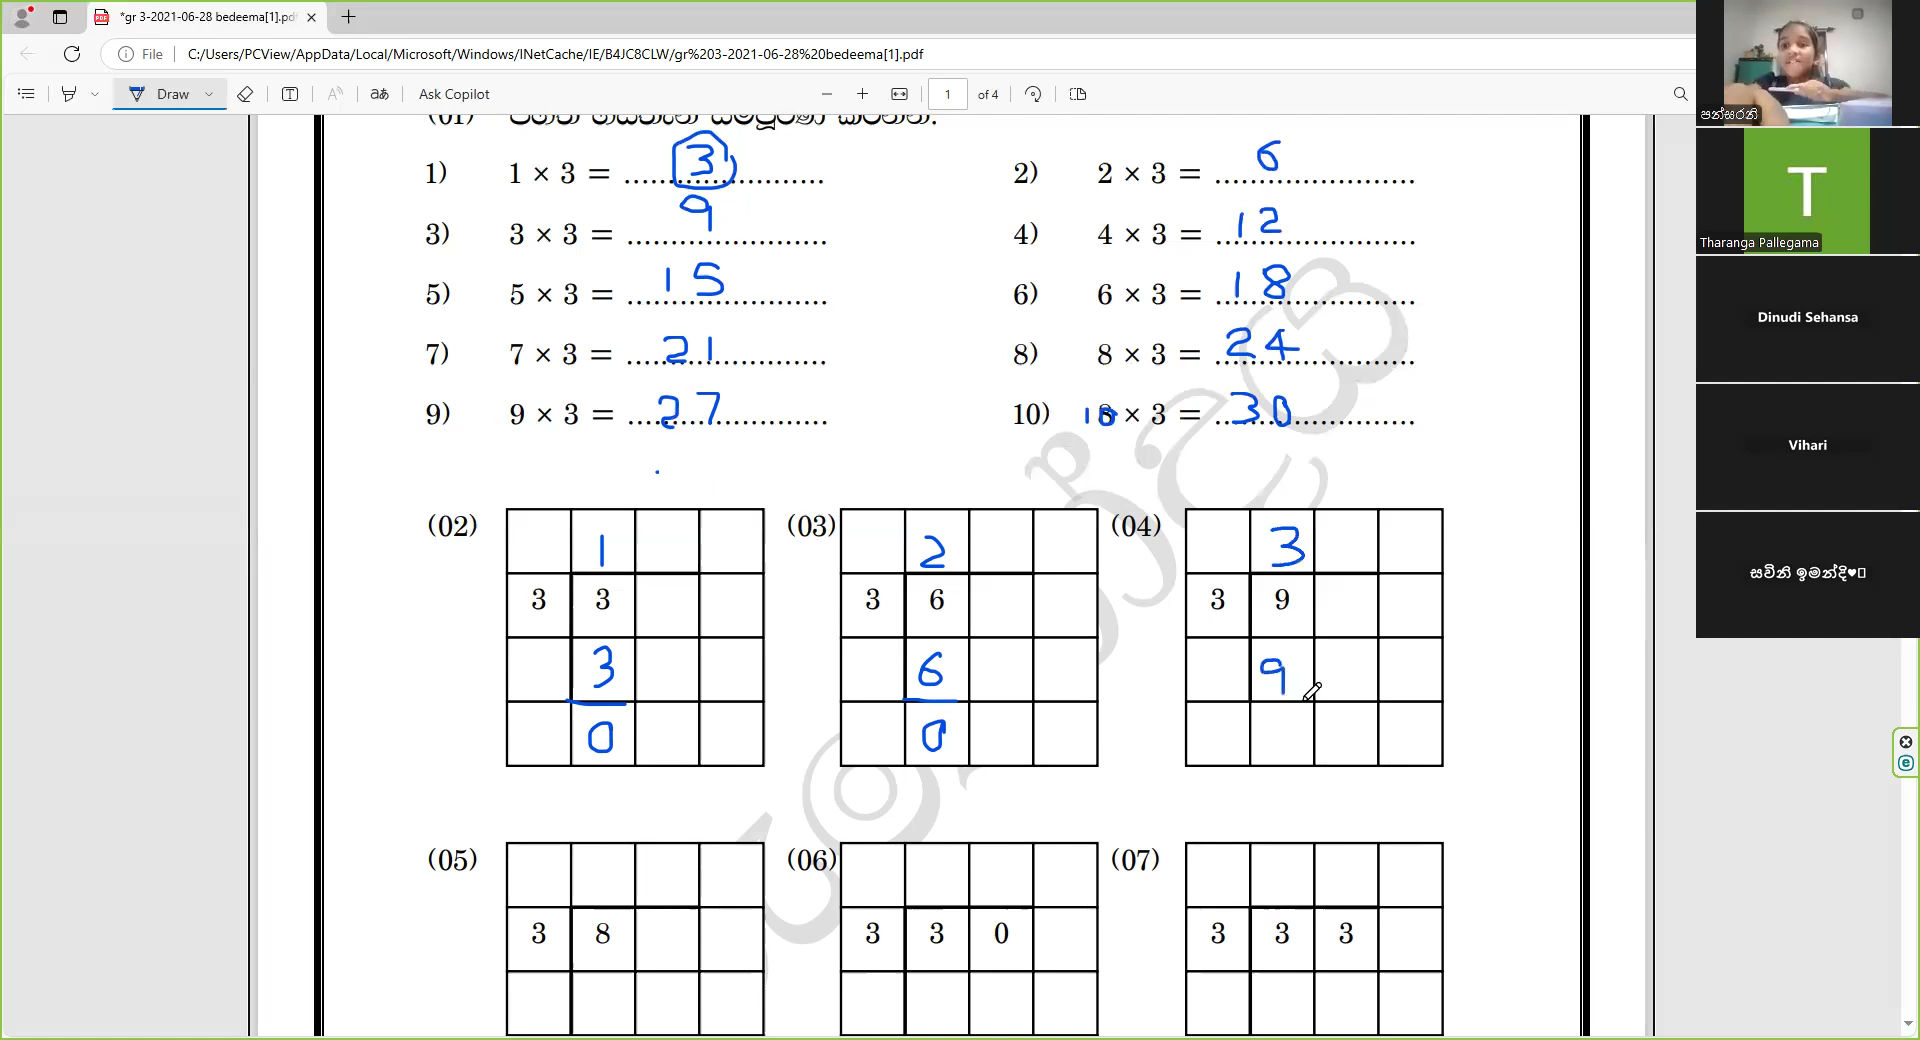 *gr 3-2021-06-28 bedeema[1].pdf
File C:/Users/PCView/AppData/Local/Microsoft/Windows/INetCache/IE/B4JC8CLW/gr%203-2021-06-28%20bedeema[1].pdf
Draw Ask Copilot 1 of 4
(01)
1) 1 × 3 = 3
2) 2 × 3 = 6
3) 3 × 3 = 9
4) 4 × 3 = 12
5) 5 × 3 = 15
6) 6 × 3 = 18
7) 7 × 3 = 21
8) 8 × 3 = 24
9) 9 × 3 = 27
10) 10 × 3 = 30
(02)
1
3 3
3
0
(03)
2
3 6
6
0
(04)
3
3 9
9
(05)
3 8
(06)
3 3 0
(07)
3 3 3
පන්සරනි
T
Tharanga Pallegama
Dinudi Sehansa
Vihari
සවිනි ඉමන්දි♥